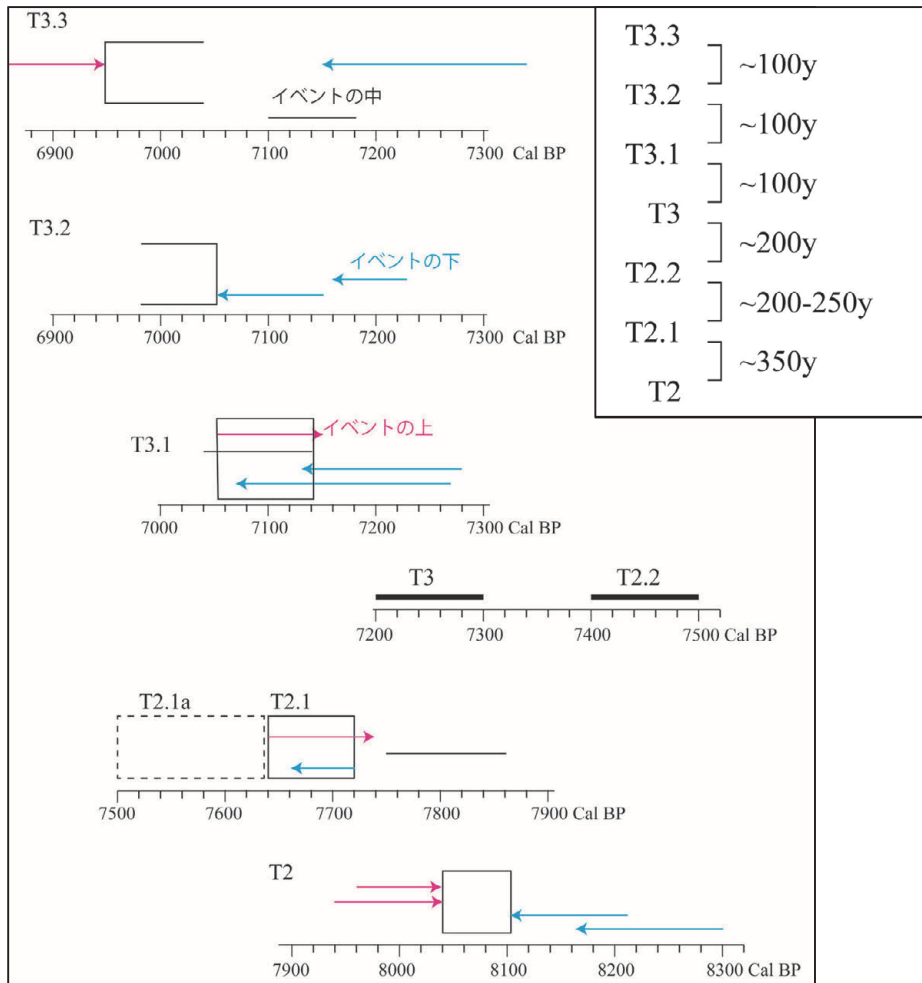 T3.3
イベントの中
6900 7000 7100 7200 7300 Cal BP
T3.2
イベントの下
6900 7000 7100 7200 7300 Cal BP
T3.1
イベントの上
7000 7100 7200 7300 Cal BP
T3 T2.2
7200 7300 7400 7500 Cal BP
T2.1a T2.1
7500 7600 7700 7800 7900 Cal BP
T2
7900 8000 8100 8200 8300 Cal BP
T3.3
~100y
T3.2
~100y
T3.1
~100y
T3
~200y
T2.2
~200-250y
T2.1
~350y
T2